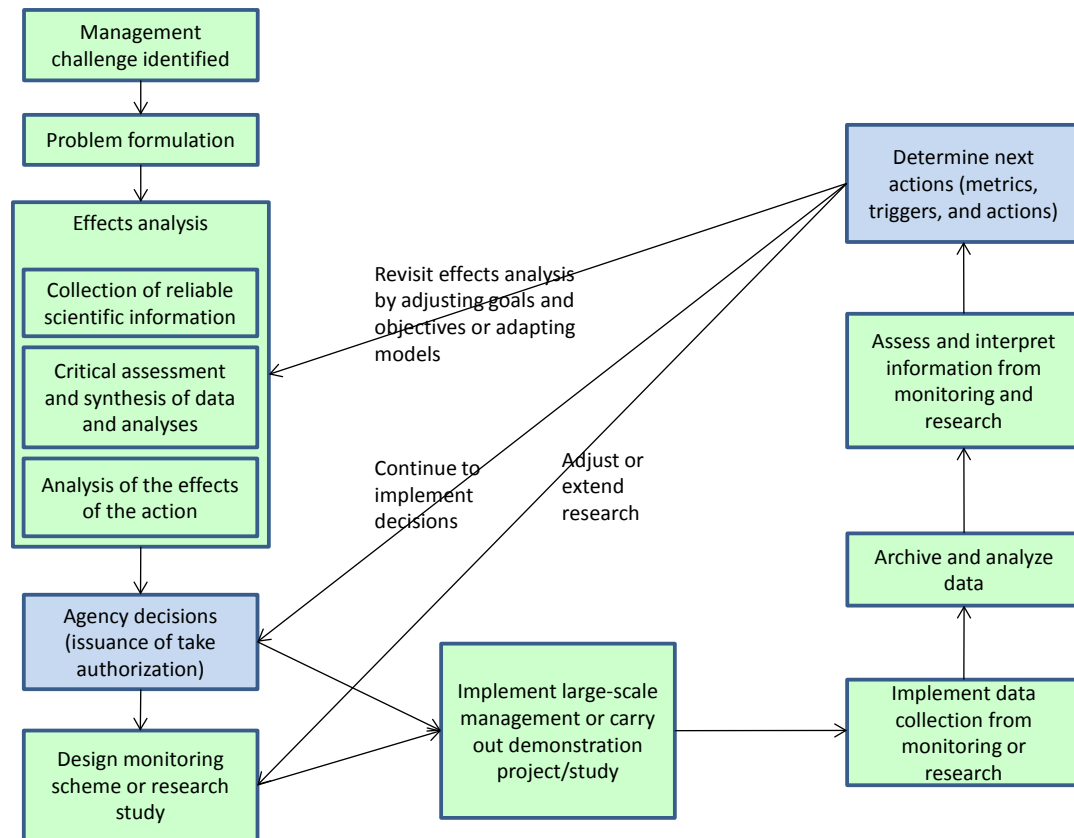 Management
challenge identified
Problem formulation
Effects analysis
Collection of reliable
scientific information
Critical assessment
and synthesis of data
and analyses
Analysis of the effects
of the action
Agency decisions
(issuance of take
authorization)
Design monitoring
scheme or research
study
Revisit effects analysis
by adjusting goals and
objectives or adapting
models
Continue to
implement
decisions
Adjust or
extend
research
Implement large-scale
management or carry
out demonstration
project/study
Determine next
actions (metrics,
triggers, and actions)
Assess and interpret
information from
monitoring and
research
Archive and analyze
data
Implement data
collection from
monitoring or
research